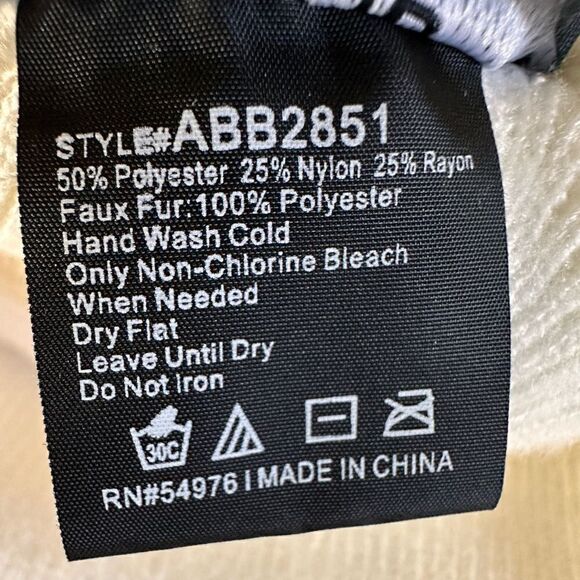 STYLE#ABB2851
50% Polyester 25% Nylon 25% Rayon
Faux Fur:100% Polyester
Hand Wash Cold
Only Non-Chlorine Bleach
When Needed
Dry Flat
Leave Until Dry
Do Not Iron
30C
RN#54976 I MADE IN CHINA